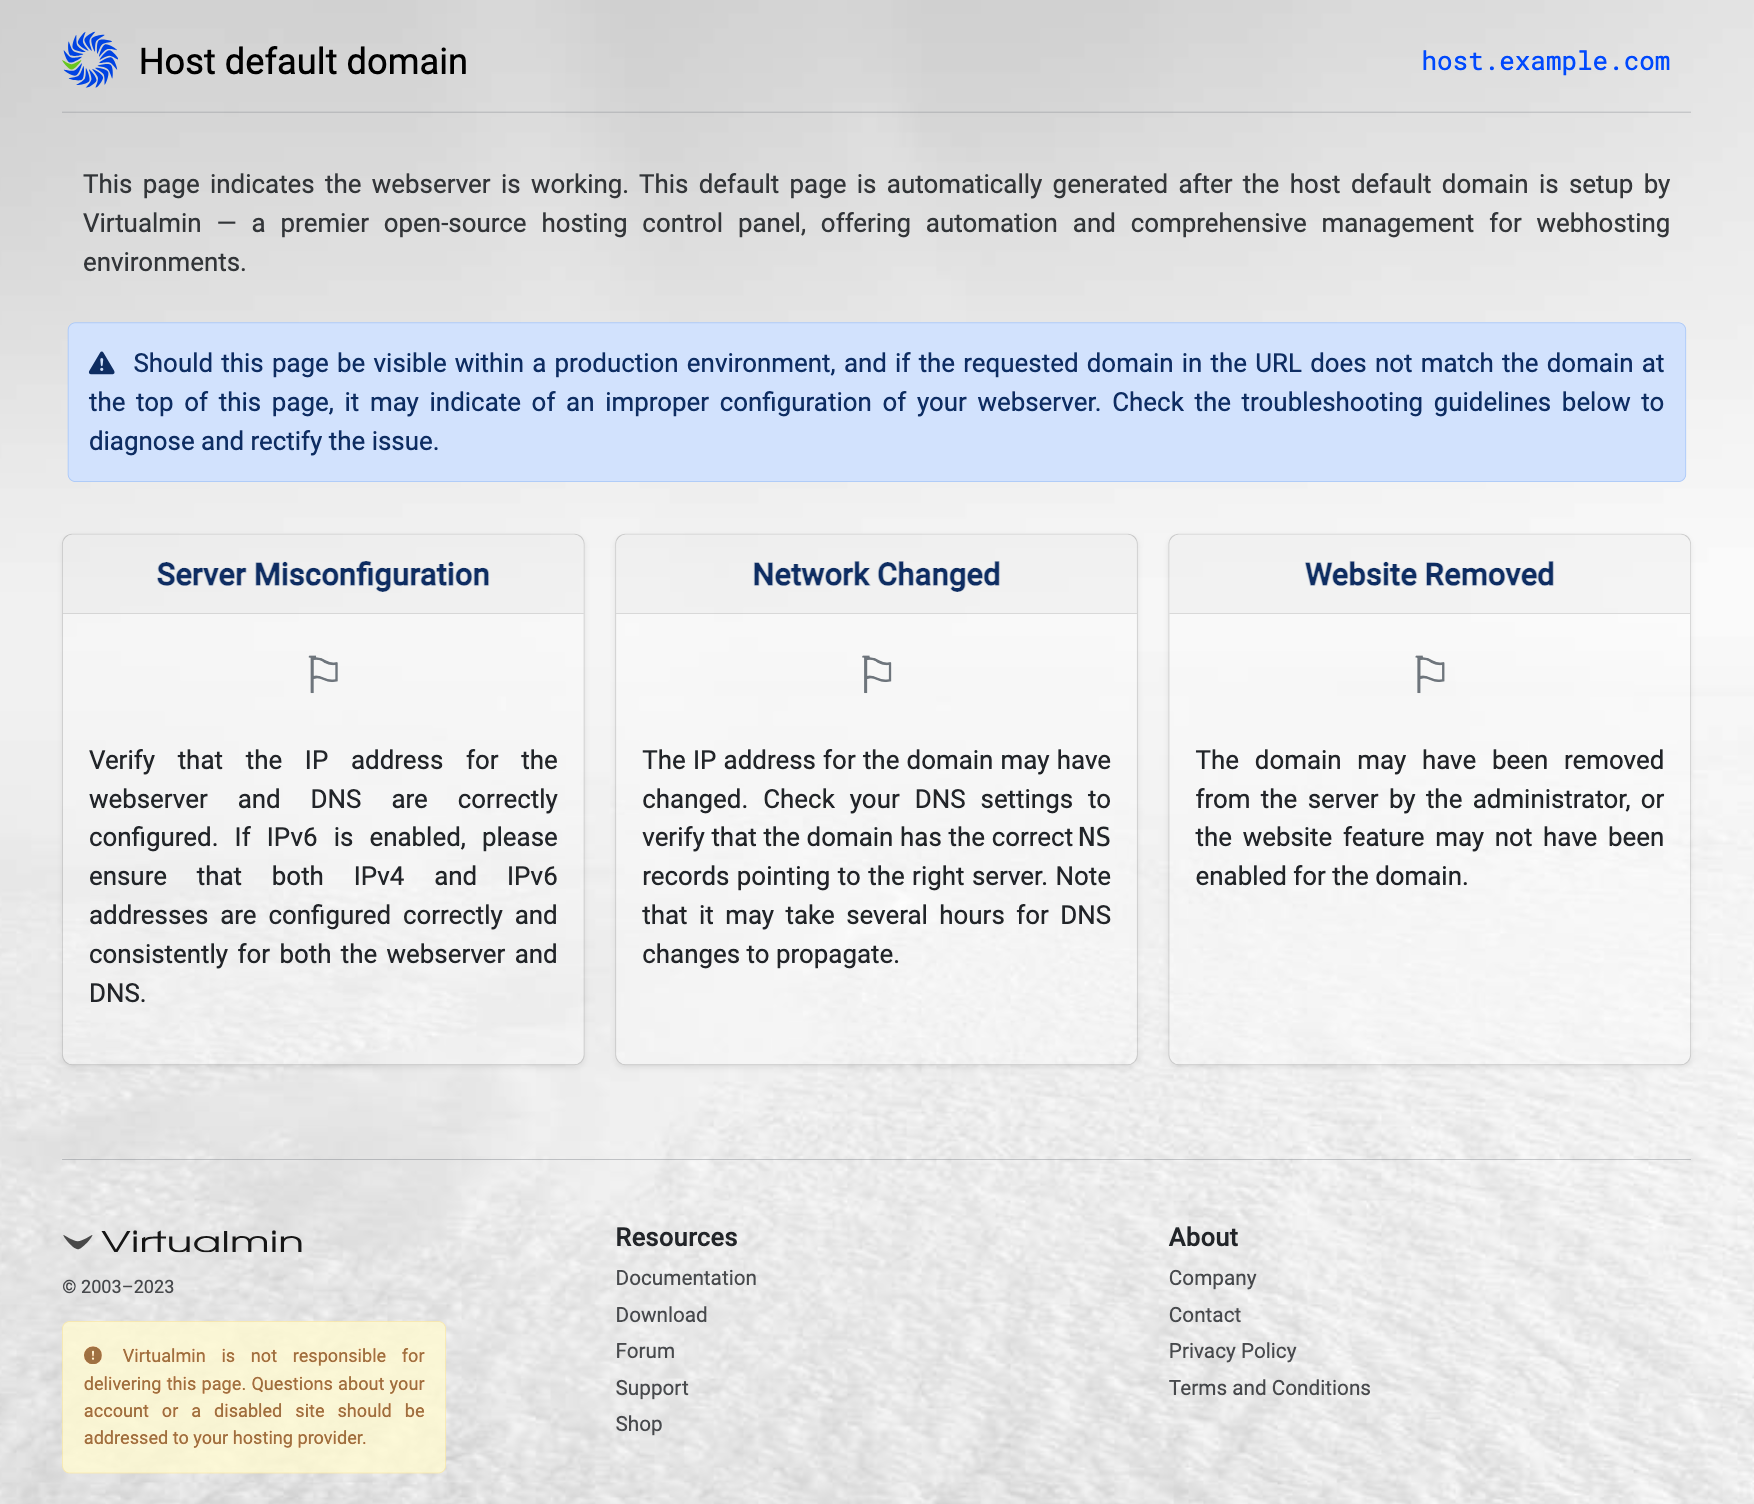 Host default domain
host.example.com
This page indicates the webserver is working. This default page is automatically generated after the host default domain is setup by
Virtualmin — a premier open-source hosting control panel, offering automation and comprehensive management for webhosting
environments.
Should this page be visible within a production environment, and if the requested domain in the URL does not match the domain at
the top of this page, it may indicate of an improper configuration of your webserver. Check the troubleshooting guidelines below to
diagnose and rectify the issue.
Server Misconfiguration
Verify that the IP address for the
webserver and DNS are correctly
configured. If IPv6 is enabled, please
ensure that both IPv4 and IPv6
addresses are configured correctly and
consistently for both the webserver and
DNS.
Network Changed
The IP address for the domain may have
changed. Check your DNS settings to
verify that the domain has the correct NS
records pointing to the right server. Note
that it may take several hours for DNS
changes to propagate.
Website Removed
The domain may have been removed
from the server by the administrator, or
the website feature may not have been
enabled for the domain.
Virtualmin
© 2003–2023
Virtualmin is not responsible for
delivering this page. Questions about your
account or a disabled site should be
addressed to your hosting provider.
Resources
Documentation
Download
Forum
Support
Shop
About
Company
Contact
Privacy Policy
Terms and Conditions